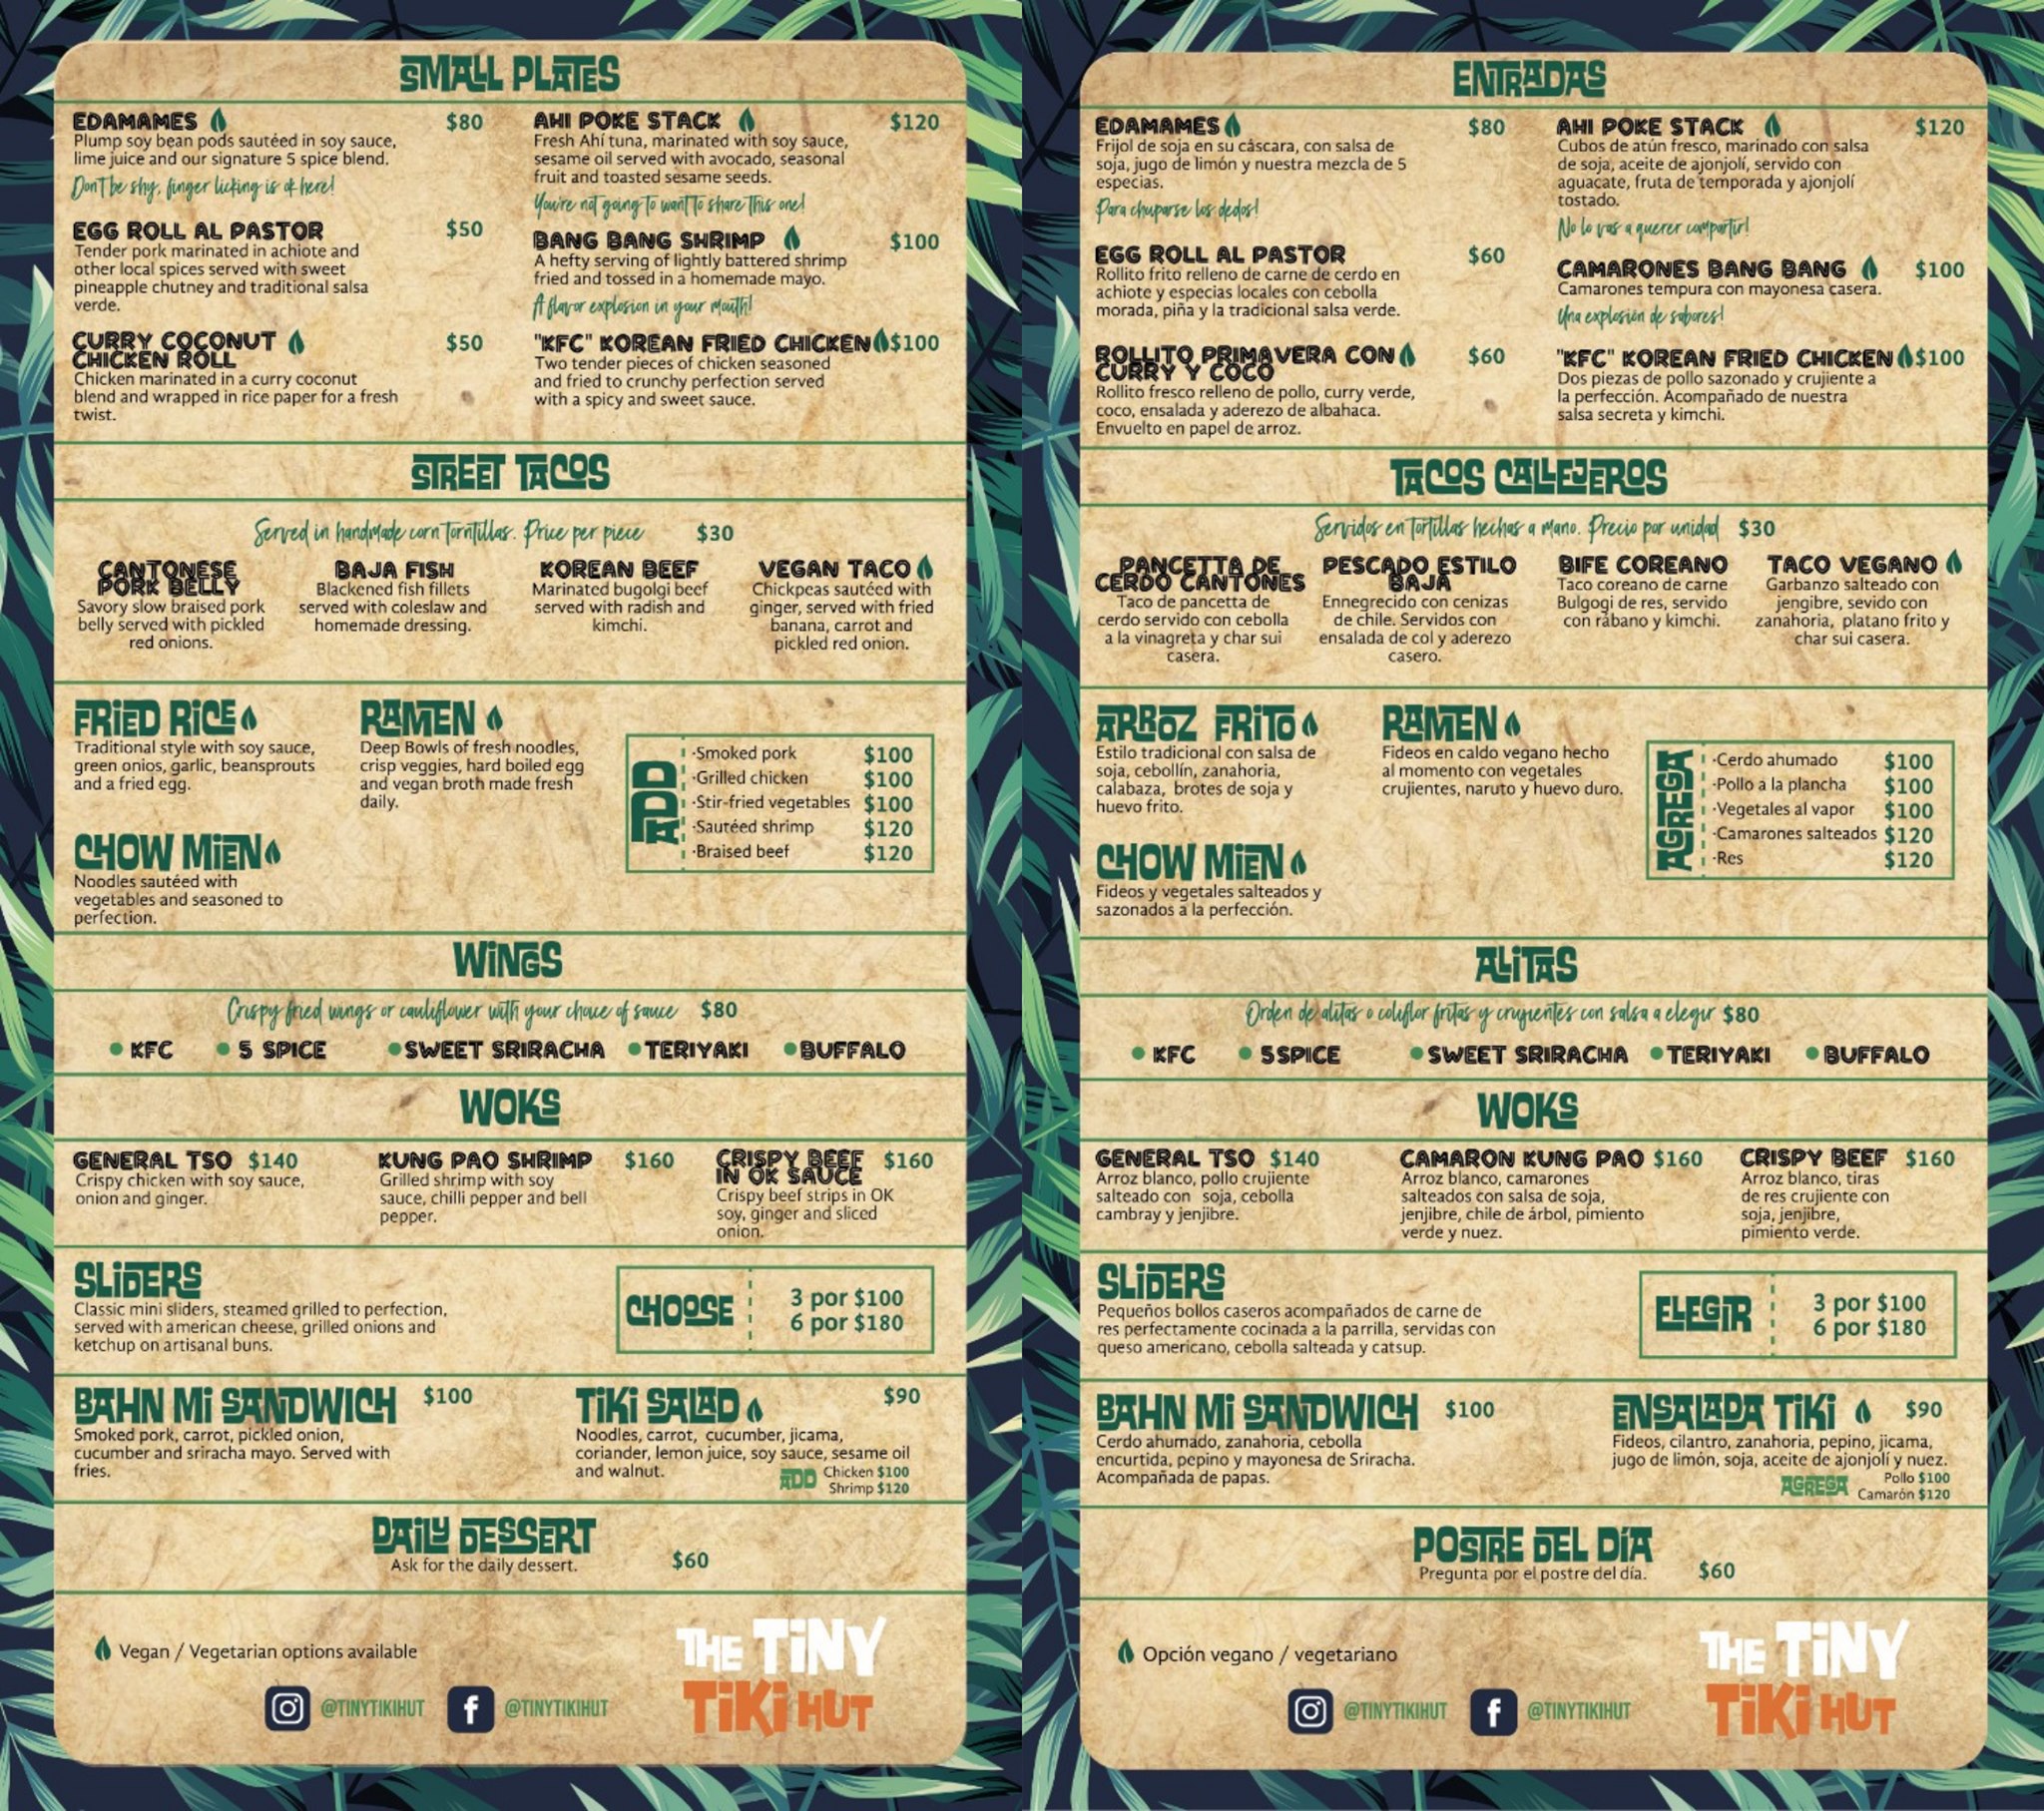 SMALL PLATES
EDAMAMES $80
Plump soy bean pods sautéed in soy sauce,
lime juice and our signature 5 spice blend.
Don't be shy, finger licking is ok here!
EGG ROLL AL PASTOR $50
Tender pork marinated in achiote and
other local spices served with sweet
pineapple chutney and traditional salsa
verde.
CURRY COCONUT $50
CHICKEN ROLL
Chicken marinated in a curry coconut
blend and wrapped in rice paper for a fresh
twist.
AHI POKE STACK $120
Fresh Ahí tuna, marinated with soy sauce,
sesame oil served with avocado, seasonal
fruit and toasted sesame seeds.
You're not going to want to share this one!
BANG BANG SHRIMP $100
A hefty serving of lightly battered shrimp
fried and tossed in a homemade mayo.
A flavor explosion in your mouth!
"KFC" KOREAN FRIED CHICKEN $100
Two tender pieces of chicken seasoned
and fried to crunchy perfection served
with a spicy and sweet sauce.
STREET TACOS
Served in handmade corn torntillas. Price per piece $30
CANTONESE
PORK BELLY
Savory slow braised pork
belly served with pickled
red onions.
BAJA FISH
Blackened fish fillets
served with coleslaw and
homemade dressing.
KOREAN BEEF
Marinated bugolgi beef
served with radish and
kimchi.
VEGAN TACO
Chickpeas sautéed with
ginger, served with fried
banana, carrot and
pickled red onion.
FRIED RICE
Traditional style with soy sauce,
green onios, garlic, beansprouts
and a fried egg.
CHOW MIEN
Noodles sautéed with
vegetables and seasoned to
perfection.
RAMEN
Deep Bowls of fresh noodles,
crisp veggies, hard boiled egg
and vegan broth made fresh
daily.
ADD
·Smoked pork $100
·Grilled chicken $100
·Stir-fried vegetables $100
·Sautéed shrimp $120
·Braised beef $120
WINGS
Crispy fried wings or cauliflower with your choice of sauce $80
• KFC • 5 SPICE • SWEET SRIRACHA • TERIYAKI • BUFFALO
WOKS
GENERAL TSO $140
Crispy chicken with soy sauce,
onion and ginger.
KUNG PAO SHRIMP $160
Grilled shrimp with soy
sauce, chilli pepper and bell
pepper.
CRISPY BEEF $160
IN OK SAUCE
Crispy beef strips in OK
soy, ginger and sliced
onion.
SLIDERS
Classic mini sliders, steamed grilled to perfection,
served with american cheese, grilled onions and
ketchup on artisanal buns.
CHOOSE
3 por $100
6 por $180
BAHN MI SANDWICH $100
Smoked pork, carrot, pickled onion,
cucumber and sriracha mayo. Served with
fries.
TIKI SALAD $90
Noodles, carrot, cucumber, jicama,
coriander, lemon juice, soy sauce, sesame oil
and walnut.
ADD Chicken $100
Shrimp $120
DAILY DESSERT
Ask for the daily dessert. $60
Vegan / Vegetarian options available
@TINYTIKIHUT @TINYTIKIHUT
THE TINY
TIKI HUT
ENTRADAS
EDAMAMES $80
Frijol de soja en su cáscara, con salsa de
soja, jugo de limón y nuestra mezcla de 5
especias.
Para chuparse los dedos!
EGG ROLL AL PASTOR $60
Rollito frito relleno de carne de cerdo en
achiote y especias locales con cebolla
morada, piña y la tradicional salsa verde.
ROLLITO PRIMAVERA CON $60
CURRY Y COCO
Rollito fresco relleno de pollo, curry verde,
coco, ensalada y aderezo de albahaca.
Envuelto en papel de arroz.
AHI POKE STACK $120
Cubos de atún fresco, marinado con salsa
de soja, aceite de ajonjolí, servido con
aguacate, fruta de temporada y ajonjolí
tostado.
No lo vas a querer compartir!
CAMARONES BANG BANG $100
Camarones tempura con mayonesa casera.
Una explosión de sabores!
"KFC" KOREAN FRIED CHICKEN $100
Dos piezas de pollo sazonado y crujiente a
la perfección. Acompañado de nuestra
salsa secreta y kimchi.
TACOS CALLEJEROS
Servidos en tortillas hechas a mano. Precio por unidad $30
PANCETTA DE
CERDO CANTONES
Taco de pancetta de
cerdo servido con cebolla
a la vinagreta y char sui
casera.
PESCADO ESTILO
BAJA
Ennegrecido con cenizas
de chile. Servidos con
ensalada de col y aderezo
casero.
BIFE COREANO
Taco coreano de carne
Bulgogi de res, servido
con rábano y kimchi.
TACO VEGANO
Garbanzo salteado con
jengibre, sevido con
zanahoria, platano frito y
char sui casera.
ARROZ FRITO
Estilo tradicional con salsa de
soja, cebollín, zanahoria,
calabaza, brotes de soja y
huevo frito.
CHOW MIEN
Fideos y vegetales salteados y
sazonados a la perfección.
RAMEN
Fideos en caldo vegano hecho
al momento con vegetales
crujientes, naruto y huevo duro.
AGREGA
·Cerdo ahumado $100
·Pollo a la plancha $100
·Vegetales al vapor $100
·Camarones salteados $120
·Res $120
ALITAS
Orden de alitas o coliflor fritas y crujientes con salsa a elegir $80
• KFC • 5SPICE • SWEET SRIRACHA • TERIYAKI • BUFFALO
WOKS
GENERAL TSO $140
Arroz blanco, pollo crujiente
salteado con soja, cebolla
cambray y jenjibre.
CAMARON KUNG PAO $160
Arroz blanco, camarones
salteados con salsa de soja,
jenjibre, chile de árbol, pimiento
verde y nuez.
CRISPY BEEF $160
Arroz blanco, tiras
de res crujiente con
soja, jenjibre,
pimiento verde.
SLIDERS
Pequeños bollos caseros acompañados de carne de
res perfectamente cocinada a la parrilla, servidas con
queso americano, cebolla salteada y catsup.
ELEGIR
3 por $100
6 por $180
BAHN MI SANDWICH $100
Cerdo ahumado, zanahoria, cebolla
encurtida, pepino y mayonesa de Sriracha.
Acompañada de papas.
ENSALADA TIKI $90
Fideos, cilantro, zanahoria, pepino, jicama,
jugo de limón, soja, aceite de ajonjolí y nuez.
AGREGA Pollo $100
Camarón $120
POSTRE DEL DÍA
Pregunta por el postre del día. $60
Opción vegano / vegetariano
@TINYTIKIHUT @TINYTIKIHUT
THE TINY
TIKI HUT